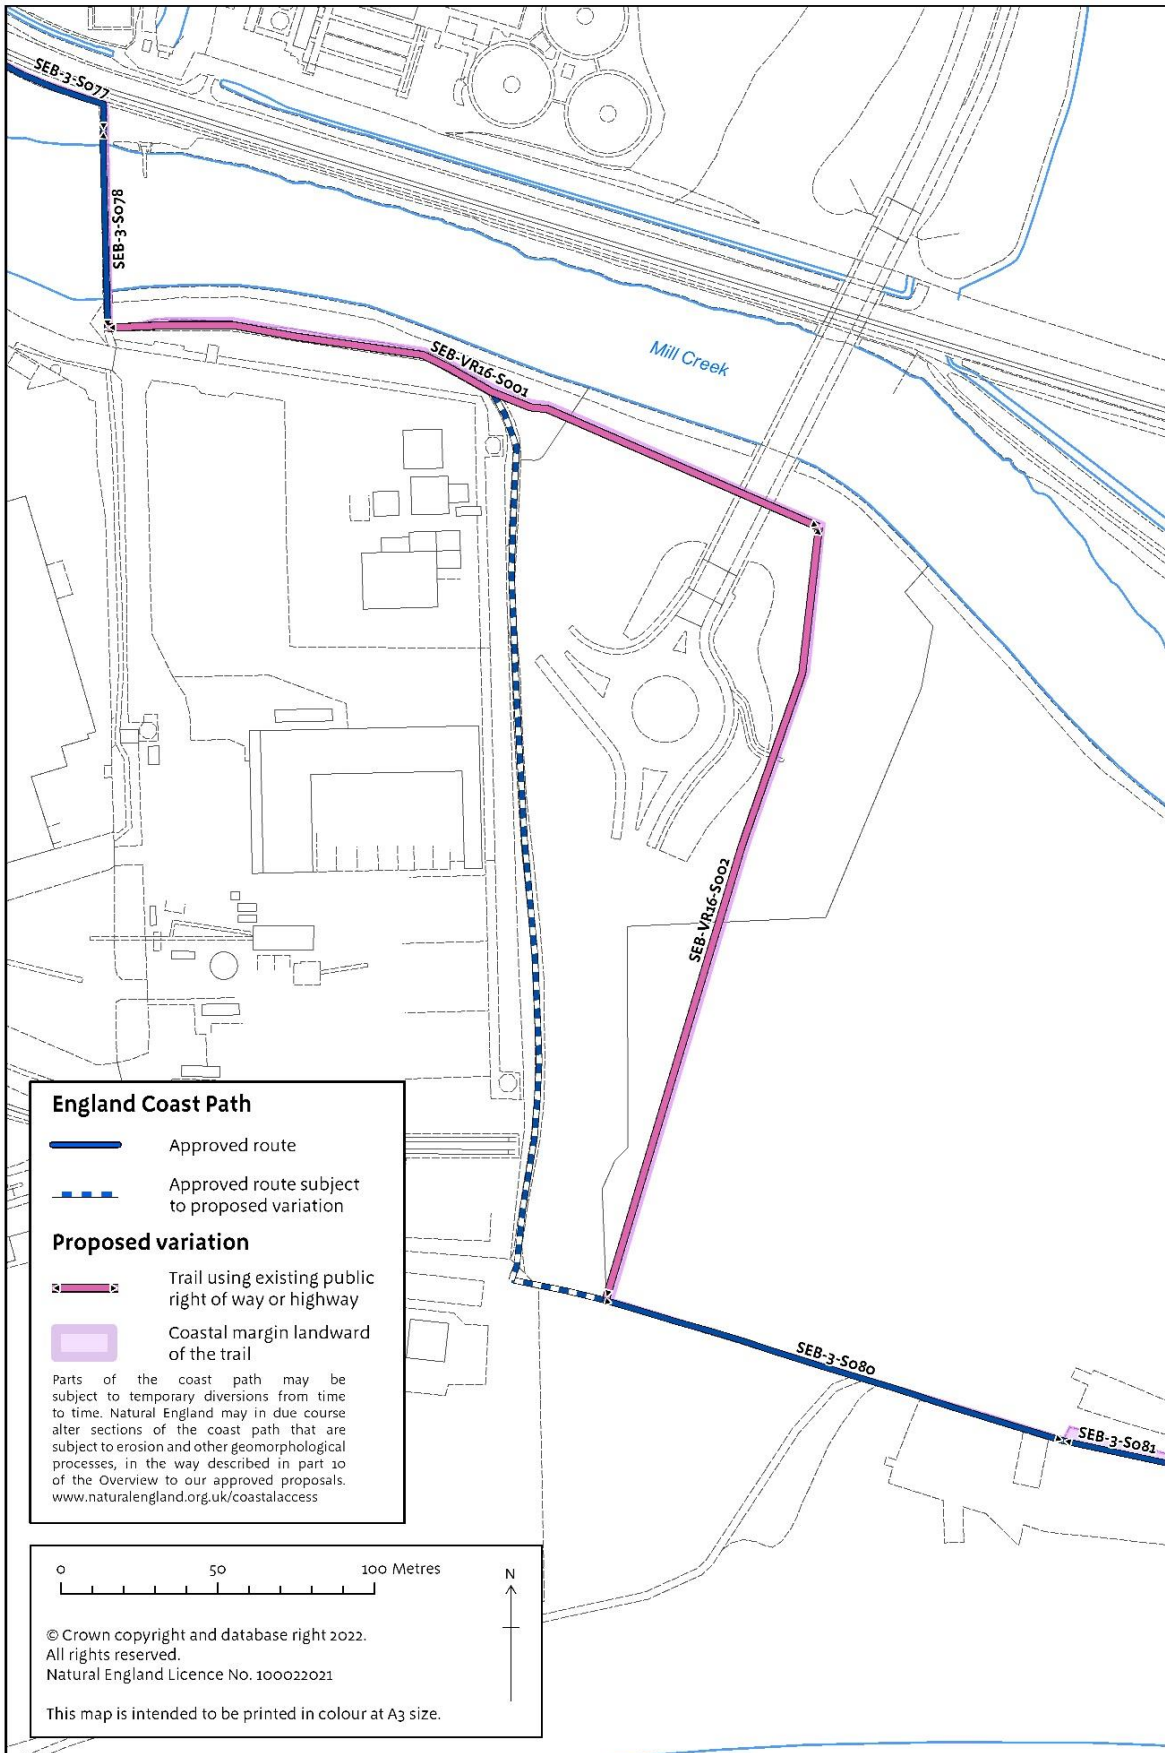 SEB-3-S077
SEB-3-S078
SEB-VR16-S001
Mill Creek
SEB-VR16-S002
SEB-3-S080
SEB-3-S081
England Coast Path
Approved route
Approved route subject
to proposed variation
Proposed variation
Trail using existing public
right of way or highway
Coastal margin landward
of the trail
Parts of the coast path may be
subject to temporary diversions from time
to time. Natural England may in due course
alter sections of the coast path that are
subject to erosion and other geomorphological
processes, in the way described in part 10
of the Overview to our approved proposals.
www.naturalengland.org.uk/coastalaccess
0 50 100 Metres
N
© Crown copyright and database right 2022.
All rights reserved.
Natural England Licence No. 100022021
This map is intended to be printed in colour at A3 size.